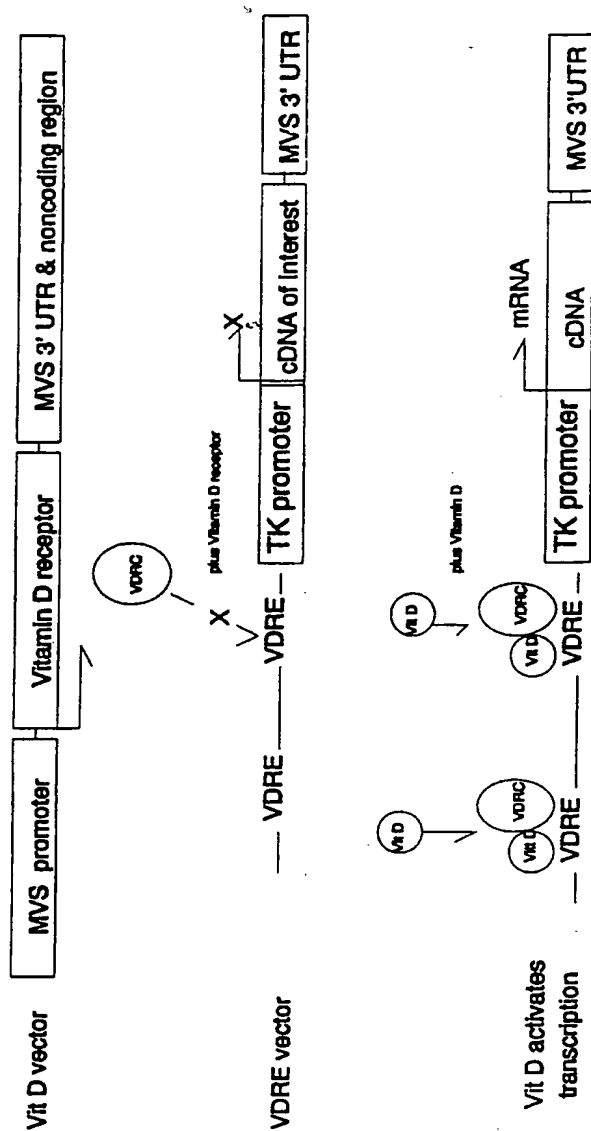 Vit D vector
MVS promoter
Vitamin D receptor
MVS 3' UTR & noncoding region
VDRE vector
VDRC
X
plus Vitamin D receptor
X
VDRE
VDRE
TK promoter
cDNA of Interest
MVS 3' UTR
Vit D activates
transcription
Vit D
Vit D
plus Vitamin D
mRNA
Vitt D
VDRC
Vit D
VDRC
VDRE
VDRE
TK promoter
cDNA
MVS 3'UTR